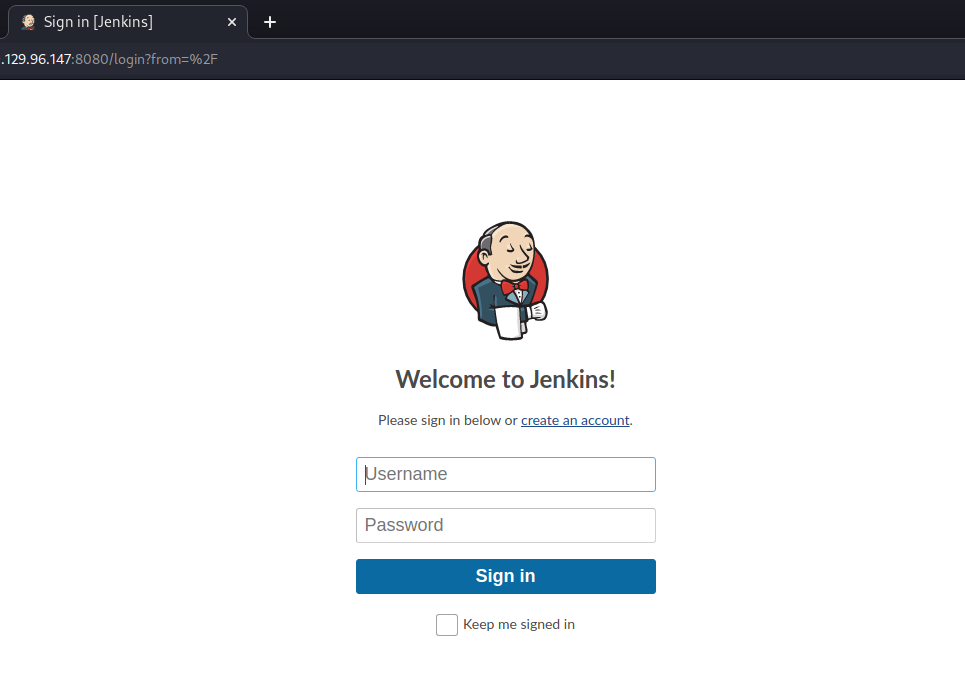 Sign in [Jenkins]
.129.96.147:8080/login?from=%2F
Welcome to Jenkins!
Please sign in below or create an account.
Username
Password
Sign in
Keep me signed in